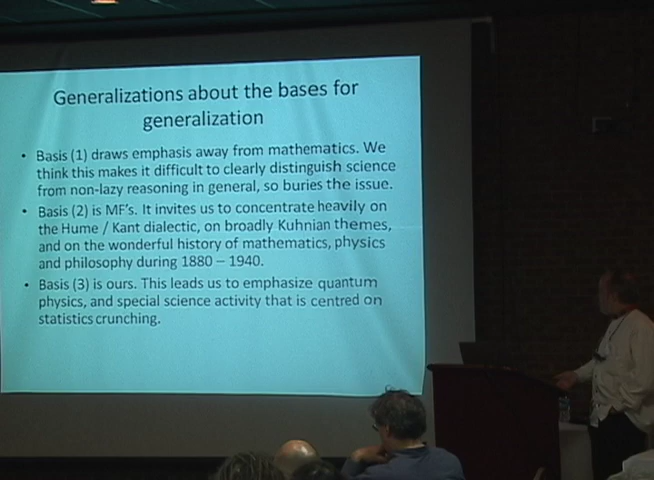 Generalizations about the bases for
generalization
• Basis (1) draws emphasis away from mathematics. We
think this makes it difficult to clearly distinguish science
from non-lazy reasoning in general, so buries the issue.
• Basis (2) is MF's. It invites us to concentrate heavily on
the Hume / Kant dialectic, on broadly Kuhnian themes,
and on the wonderful history of mathematics, physics
and philosophy during 1880 – 1940.
• Basis (3) is ours. This leads us to emphasize quantum
physics, and special science activity that is centred on
statistics crunching.